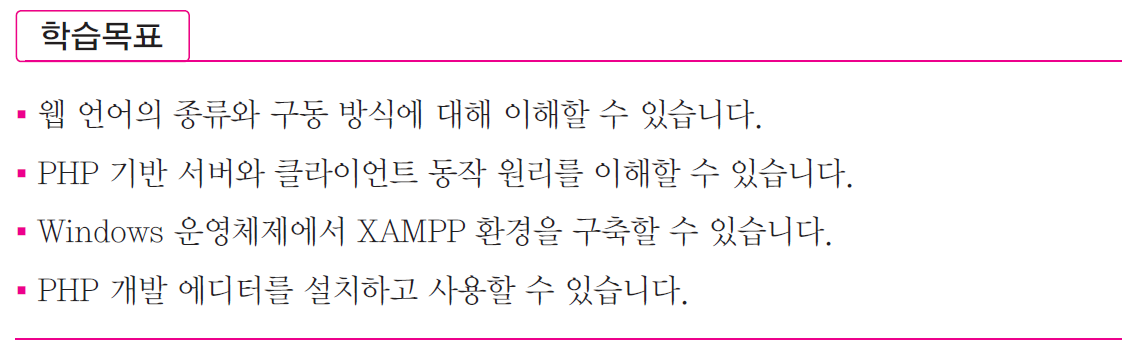 학습목표
▪ 웹 언어의 종류와 구동 방식에 대해 이해할 수 있습니다.
▪ PHP 기반 서버와 클라이언트 동작 원리를 이해할 수 있습니다.
▪ Windows 운영체제에서 XAMPP 환경을 구축할 수 있습니다.
▪ PHP 개발 에디터를 설치하고 사용할 수 있습니다.